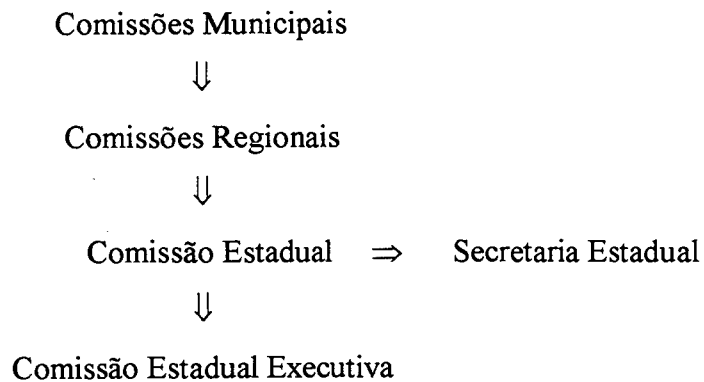 Comissões Municipais
⇓
Comissões Regionais
⇓
Comissão Estadual ⇒ Secretaria Estadual
⇓
Comissão Estadual Executiva